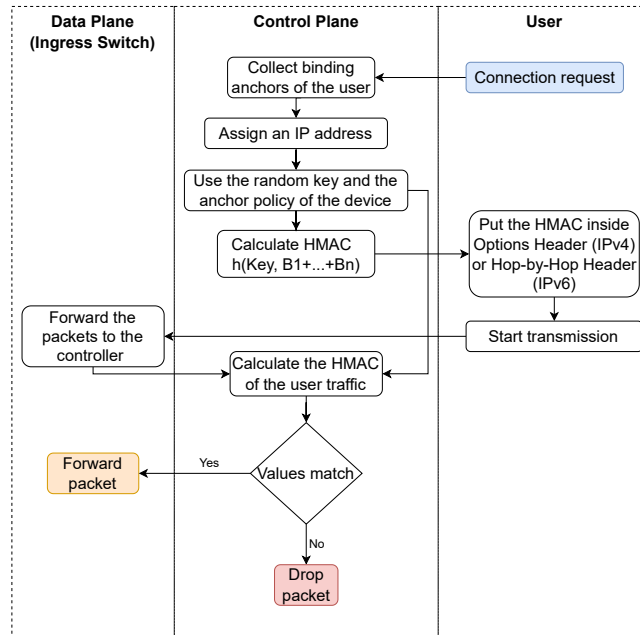 Data Plane
(Ingress Switch)
Control Plane
User
Collect binding
anchors of the user
Connection request
Assign an IP address
Use the random key and the
anchor policy of the device
Calculate HMAC
h(Key, B1+...+Bn)
Put the HMAC inside
Options Header (IPv4)
or Hop-by-Hop Header
(IPv6)
Forward the
packets to the
controller
Start transmission
Calculate the HMAC
of the user traffic
Values match
Yes
Forward
packet
No
Drop
packet